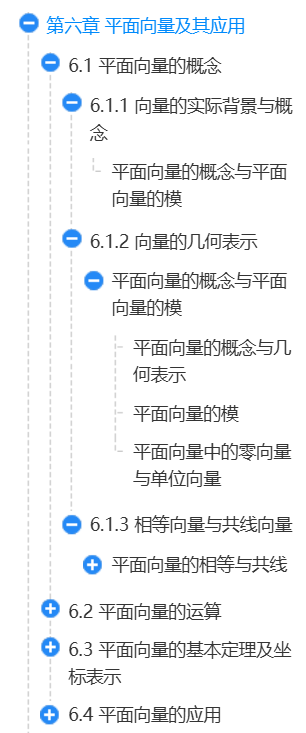 第六章 平面向量及其应用
6.1 平面向量的概念
6.1.1 向量的实际背景与概
念
平面向量的概念与平面
向量的模
6.1.2 向量的几何表示
平面向量的概念与平面
向量的模
平面向量的概念与几
何表示
平面向量的模
平面向量中的零向量
与单位向量
6.1.3 相等向量与共线向量
平面向量的相等与共线
6.2 平面向量的运算
6.3 平面向量的基本定理及坐
标表示
6.4 平面向量的应用